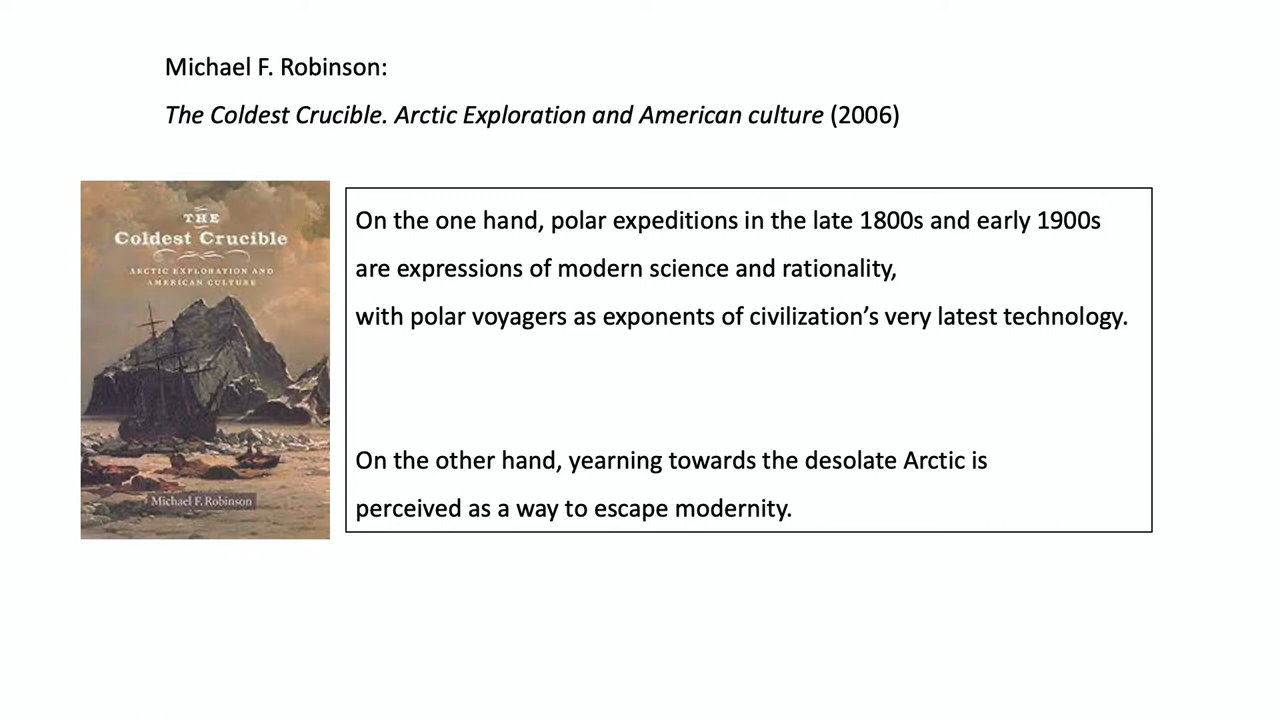 Michael F. Robinson:
The Coldest Crucible. Arctic Exploration and American culture (2006)
THE
Coldest Crucible
ARCTIC EXPLORATION AND
AMERICAN CULTURE
Michael F. Robinson
On the one hand, polar expeditions in the late 1800s and early 1900s
are expressions of modern science and rationality,
with polar voyagers as exponents of civilization’s very latest technology.
On the other hand, yearning towards the desolate Arctic is
perceived as a way to escape modernity.